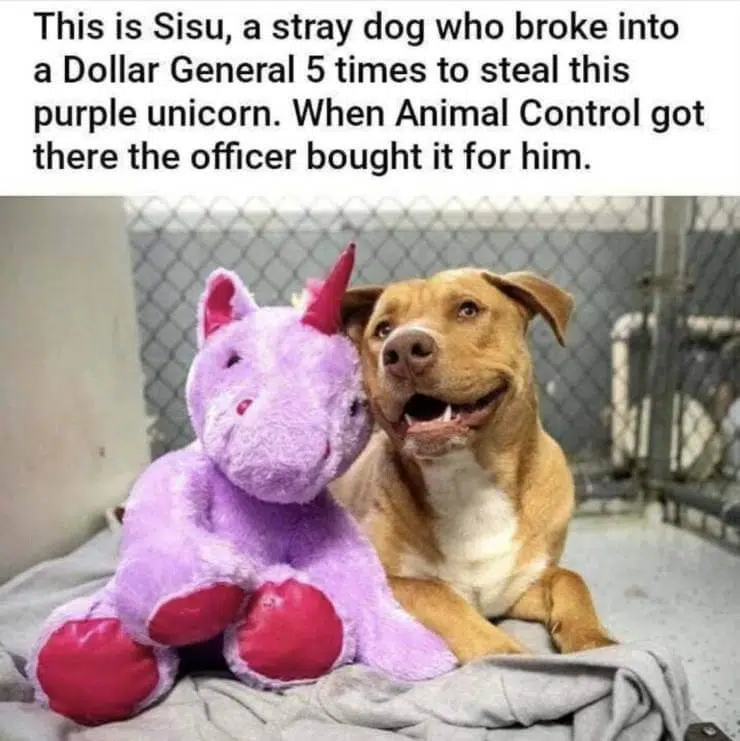 This is Sisu, a stray dog who broke into
a Dollar General 5 times to steal this
purple unicorn. When Animal Control got
there the officer bought it for him.